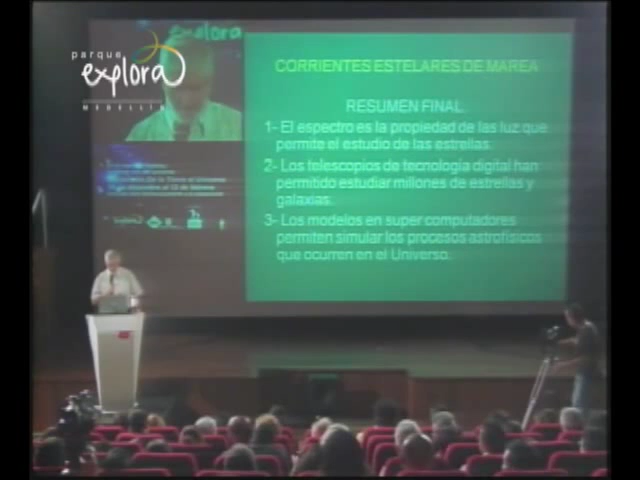 parque
explora
MEDELLÍN
explora
CORRIENTES ESTELARES DE MAREA
RESUMEN FINAL
1- El espectro es la propiedad de las luz que
permite el estudio de las estrellas.
2- Los telescopios de tecnología digital han
permitido estudiar millones de estrellas y
galaxias.
3- Los modelos en super computadores
permiten simular los procesos astrofísicos
que ocurren en el Universo.